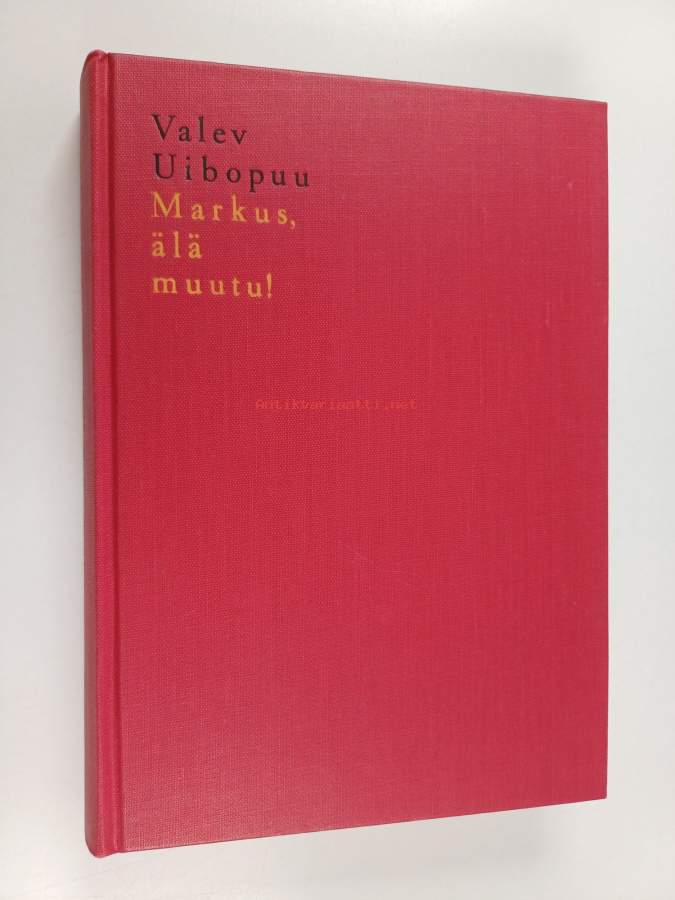 Valev
Uibopuu
Markus,
älä
muutu!
Antikvariaatti.net